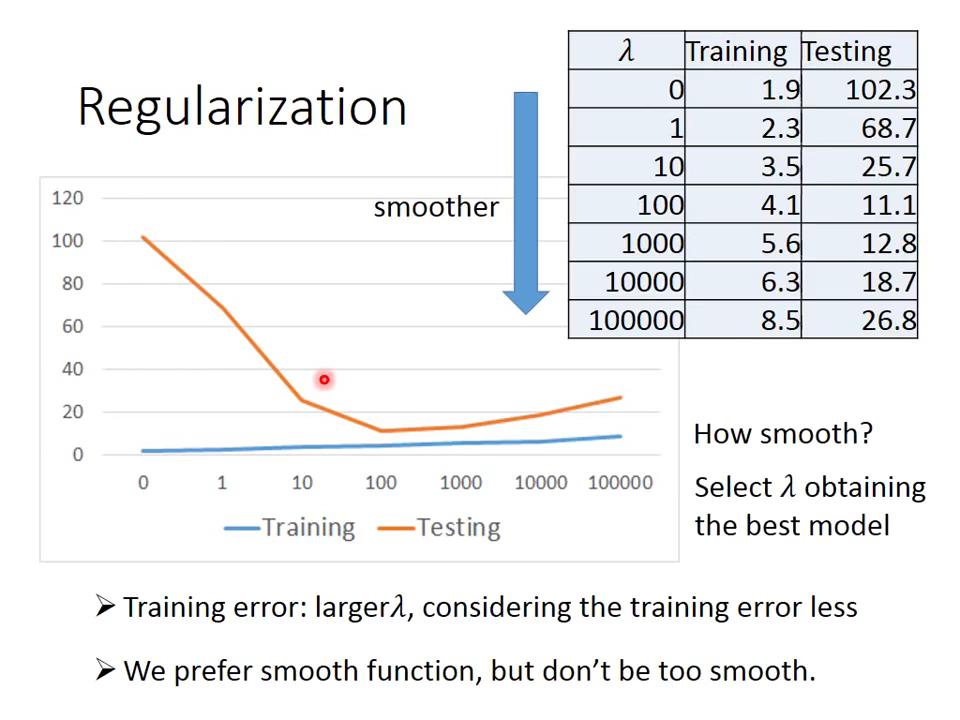 Regularization
smoother
λ Training Testing
0 1.9 102.3
1 2.3 68.7
10 3.5 25.7
100 4.1 11.1
1000 5.6 12.8
10000 6.3 18.7
100000 8.5 26.8
120
100
80
60
40
20
0
0 1 10 100 1000 10000 100000
Training Testing
How smooth?
Select λ obtaining
the best model
➢ Training error: largerλ, considering the training error less
➢ We prefer smooth function, but don’t be too smooth.